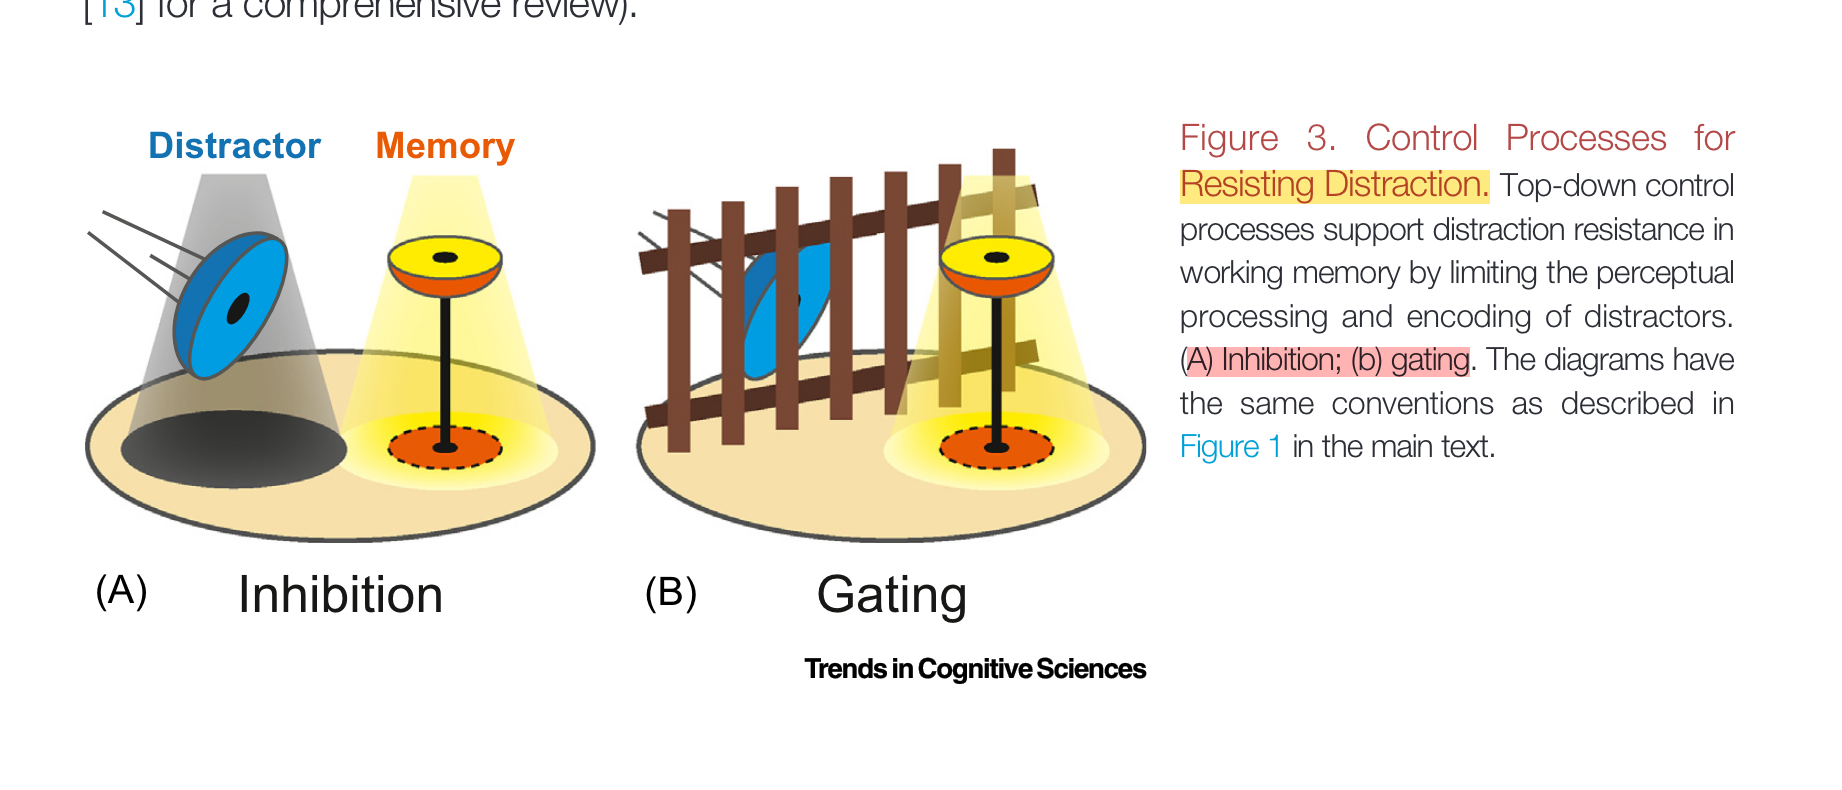 [13] for a comprehensive review).
Distractor Memory
(A) Inhibition
(B) Gating
Trends in Cognitive Sciences
Figure 3. Control Processes for
Resisting Distraction. Top-down control
processes support distraction resistance in
working memory by limiting the perceptual
processing and encoding of distractors.
(A) Inhibition; (b) gating. The diagrams have
the same conventions as described in
Figure 1 in the main text.